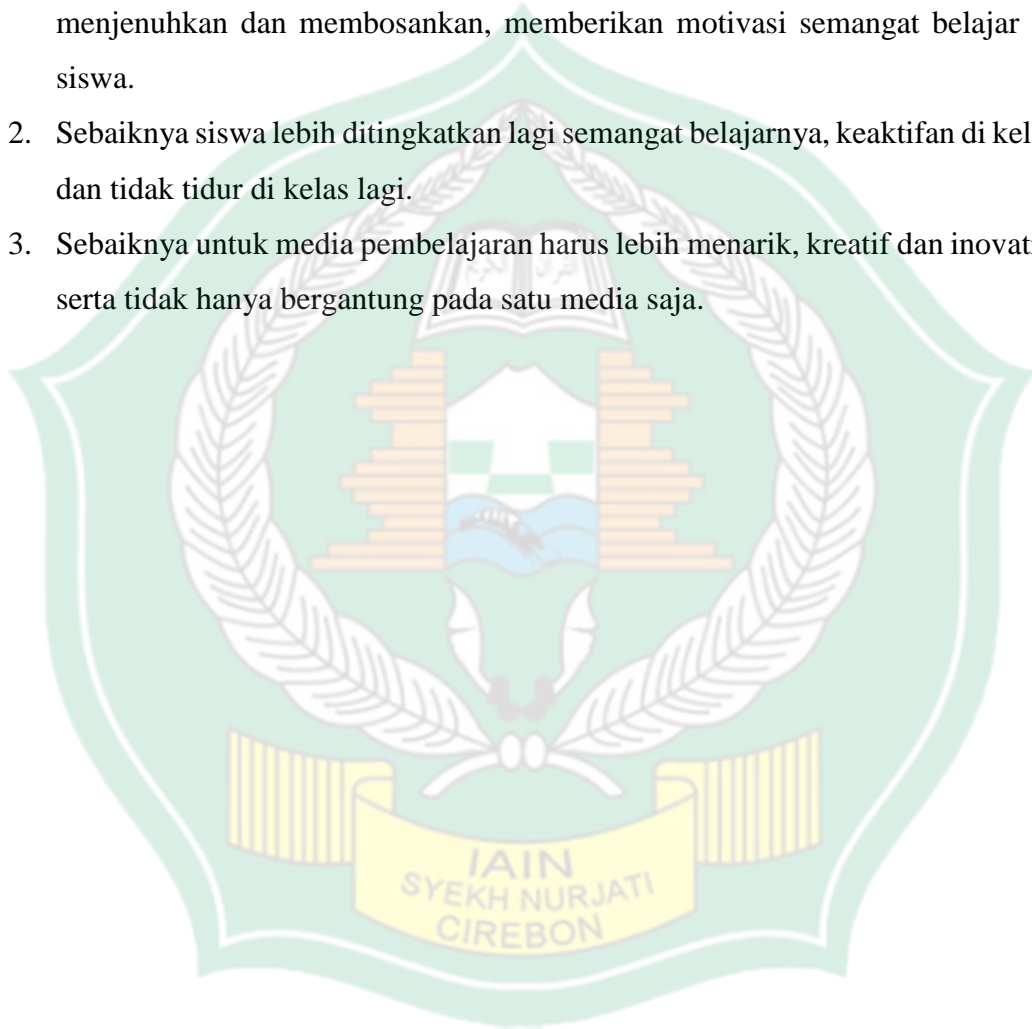 menjenuhkan dan membosankan, memberikan motivasi semangat belajar
siswa.
2. Sebaiknya siswa lebih ditingkatkan lagi semangat belajarnya, keaktifan di
dan tidak tidur di kelas lagi.
3. Sebaiknya untuk media pembelajaran harus lebih menarik, kreatif dan
serta tidak hanya bergantung pada satu media saja.
IAIN
SYEKH NURJATI
CIREBON